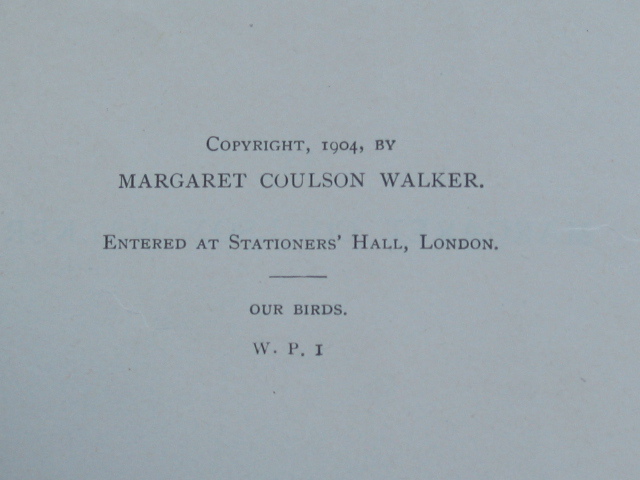 COPYRIGHT, 1904, BY
MARGARET COULSON WALKER.
ENTERED AT STATIONERS' HALL, LONDON.
OUR BIRDS.
W. P. I